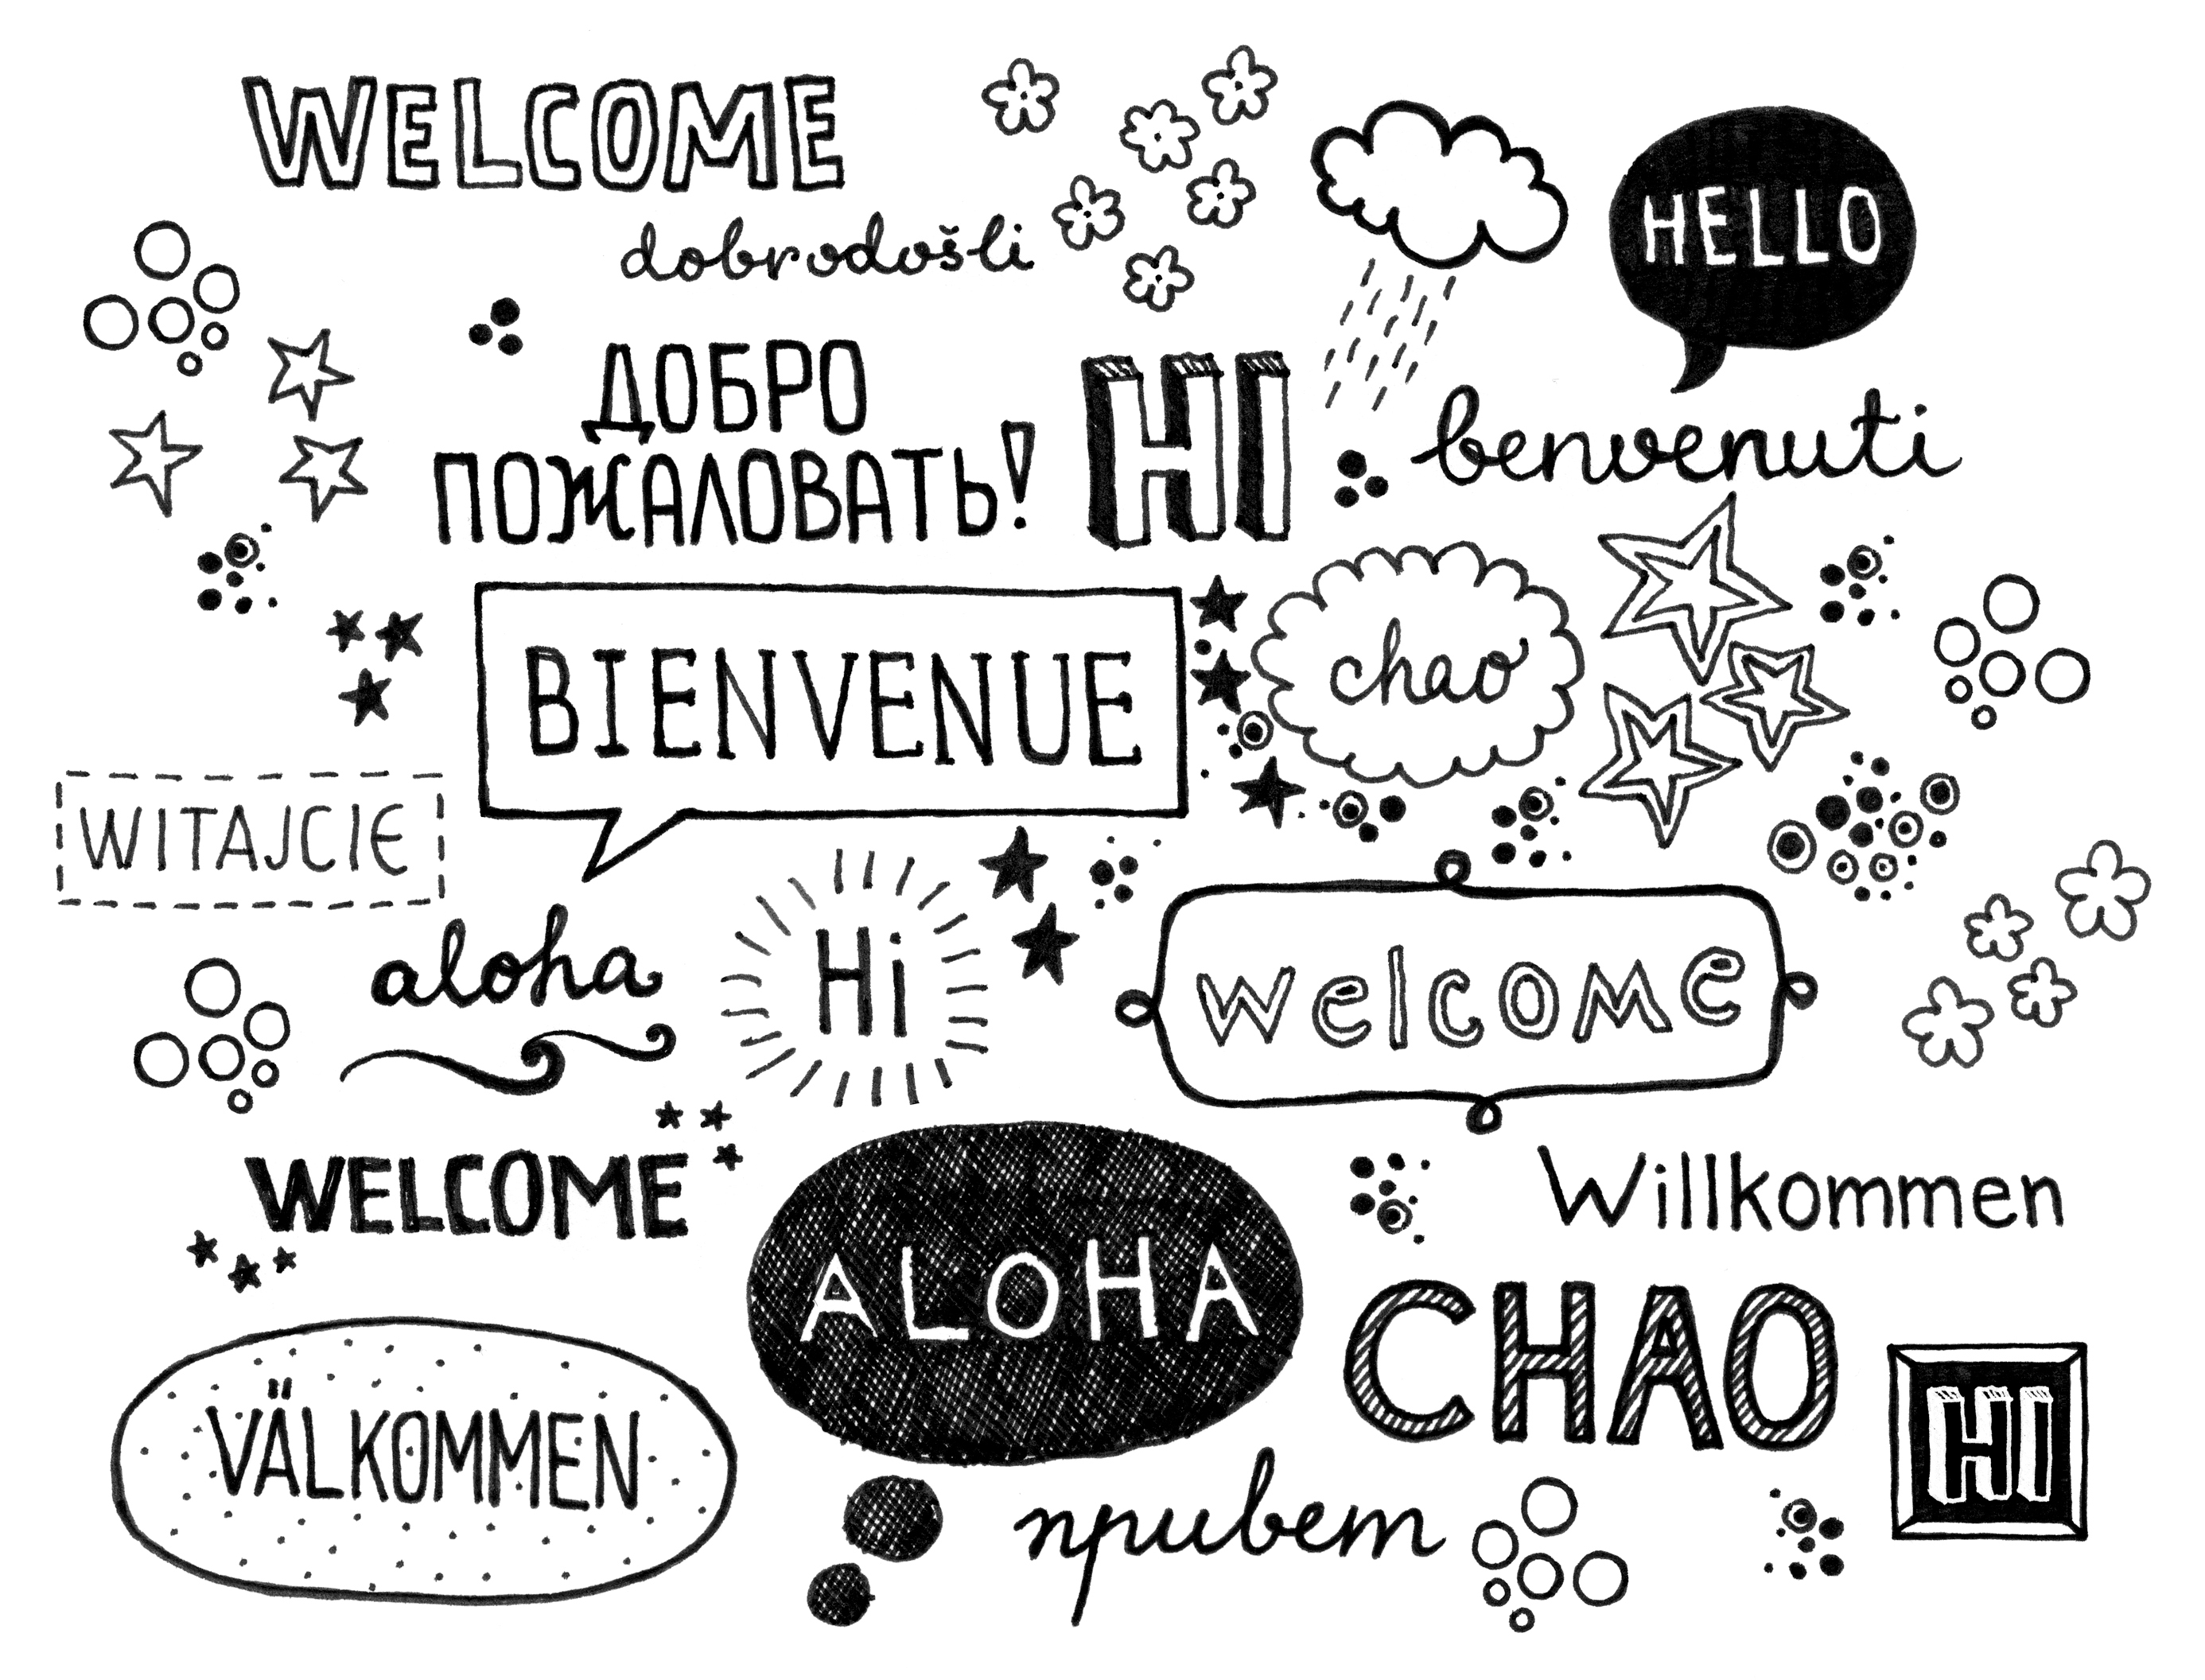 WELCOME
HELLO
dobrodošli
ДОБРО
ПОЖАЛОВАТЬ!
HI
benvenuti
BIENVENUE
chao
WITAJCIE
aloha
Hi
welcome
WELCOME
Willkommen
ALOHA
CHAO
HI
VÄLKOMMEN
привет